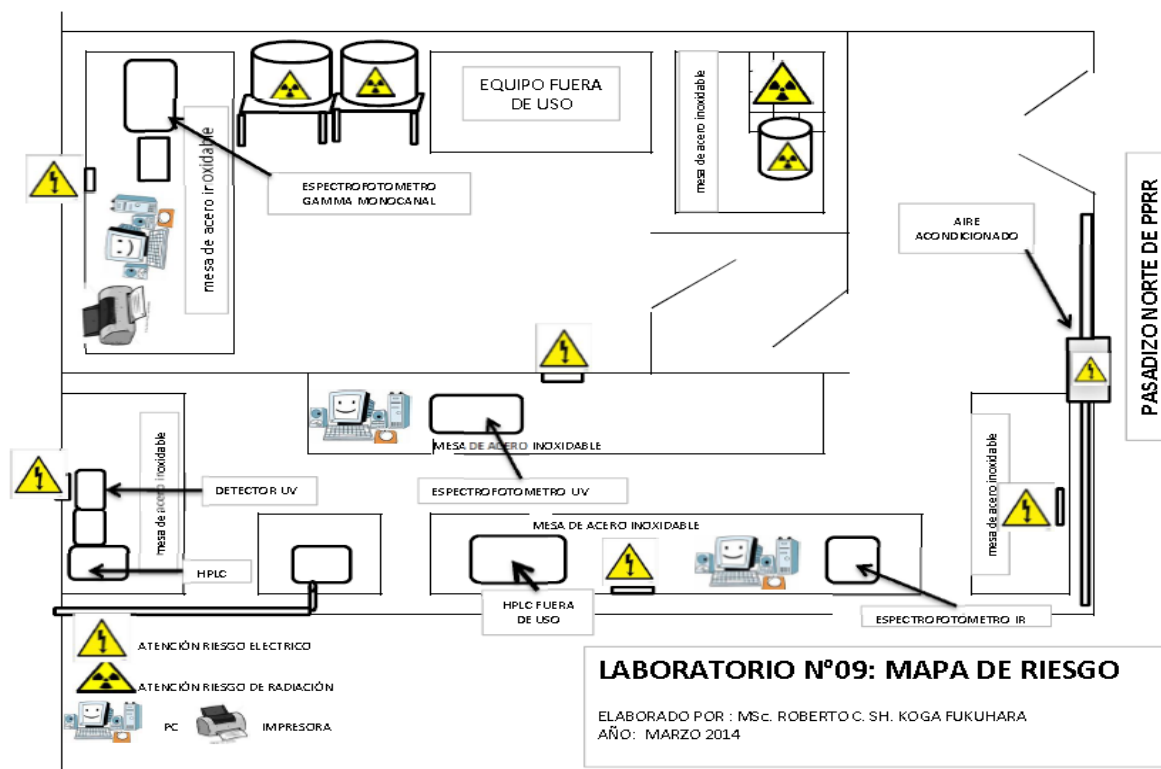 EQUIPO FUERA
DE USO
mesa de acero inoxidable
mesa de acero inoxidable
ESPECTROFOTOMETRO
GAMMA MONOCANAL
AIRE
ACONDICIONADO
PASADIZO NORTE DE PPRR
MESA DE ACERO INOXIDABLE
mesa de acero inoxidable
DETECTOR UV
ESPECTROFOTOMETRO UV
mesa de acero inoxidable
MESA DE ACERO INOXIDABLE
HPLC
HPLC FUERA
DE USO
ESPECTROFOTÓMETRO IR
ATENCIÓN RIESGO ELECTRICO
ATENCIÓN RIESGO DE RADIACIÓN
PC
IMPRESORA
LABORATORIO N°09: MAPA DE RIESGO
ELABORADO POR : MSc. ROBERTO C. SH. KOGA FUKUHARA
AÑO: MARZO 2014